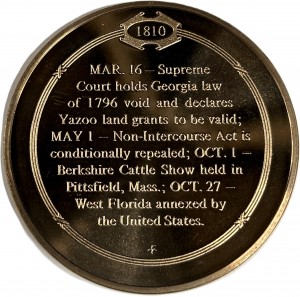 1810
MAR. 16 — Supreme
Court holds Georgia law
of 1796 void and declares
Yazoo land grants to be valid;
MAY 1 — Non-Intercourse Act is
conditionally repealed; OCT. 1 —
Berkshire Cattle Show held in
Pittsfield, Mass.; OCT. 27 —
West Florida annexed by
the United States.